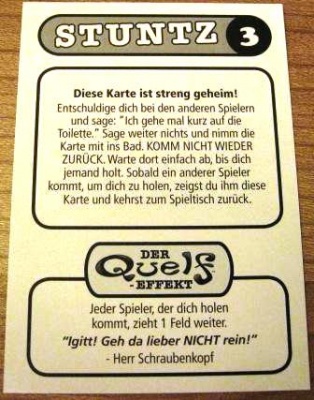 STUNTZ 3
Diese Karte ist streng geheim!
Entschuldige dich bei den anderen Spielern
und sage: "Ich gehe mal kurz auf die
Toilette." Sage weiter nichts und nimm die
Karte mit ins Bad. KOMM NICHT WIEDER
ZURÜCK. Warte dort einfach ab, bis dich
jemand holt. Sobald ein anderer Spieler
kommt, um dich zu holen, zeigst du ihm diese
Karte und kehrst zum Spieltisch zurück.
DER
Quelf
-EFFEKT
Jeder Spieler, der dich holen
kommt, zieht 1 Feld weiter.
"Igitt! Geh da lieber NICHT rein!"
- Herr Schraubenkopf